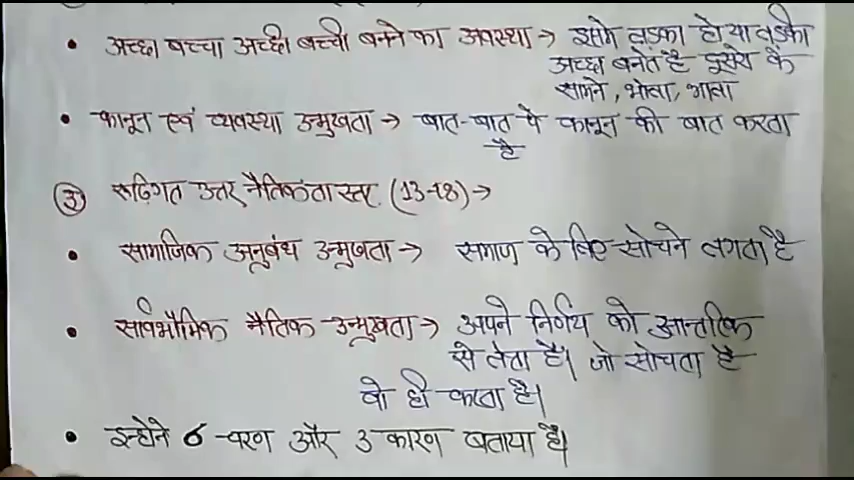 • अच्छा बच्चा अच्छी बच्ची बनने का अवस्था → इसमे लड़का हो या लड़की
अच्छा बनते है दूसरो के
सामने, भोला, भाला
• कानून एवं व्यवस्था उन्मुखता → बात-बात पे कानून की बात करता
है
③ रूढ़िगत उत्तर नैतिकता स्तर (13-18) →
• सामाजिक अनुबंध उन्मुखता → समाज के लिए सोचने लगता है
• सार्वभौमिक नैतिक उन्मुखता → अपने निर्णय को आन्तरिक
से लेता है। जो सोचता है
वो ही करता है।
• इन्होने 6 चरण और 3 कारण बताया है।